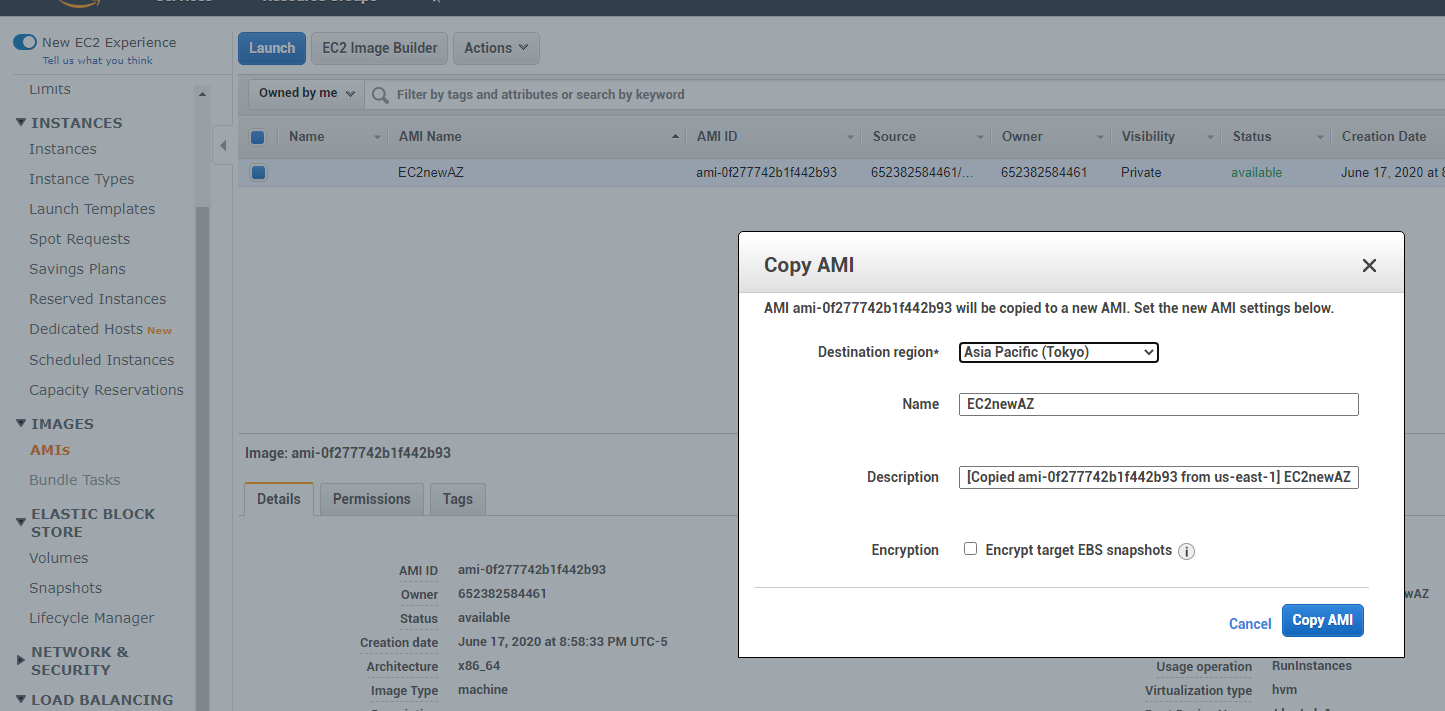 New EC2 Experience
Tell us what you think
Limits
INSTANCES
Instances
Instance Types
Launch Templates
Spot Requests
Savings Plans
Reserved Instances
Dedicated Hosts New
Scheduled Instances
Capacity Reservations
IMAGES
AMIs
Bundle Tasks
ELASTIC BLOCK
STORE
Volumes
Snapshots
Lifecycle Manager
NETWORK &
SECURITY
LOAD BALANCING
Launch EC2 Image Builder Actions
Owned by me Filter by tags and attributes or search by keyword
Name AMI Name AMI ID Source Owner Visibility Status Creation Date
EC2newAZ ami-0f277742b1f442b93 652382584461/... 652382584461 Private available June 17, 2020 at 8
Copy AMI
AMI ami-0f277742b1f442b93 will be copied to a new AMI. Set the new AMI settings below.
Destination region* Asia Pacific (Tokyo)
Name EC2newAZ
Description [Copied ami-0f277742b1f442b93 from us-east-1] EC2newAZ
Encryption Encrypt target EBS snapshots i
Cancel Copy AMI
Image: ami-0f277742b1f442b93
Details Permissions Tags
AMI ID ami-0f277742b1f442b93
Owner 652382584461 wAZ
Status available
Creation date June 17, 2020 at 8:58:33 PM UTC-5
Architecture x86_64 Usage operation RunInstances
Image Type machine Virtualization type hvm